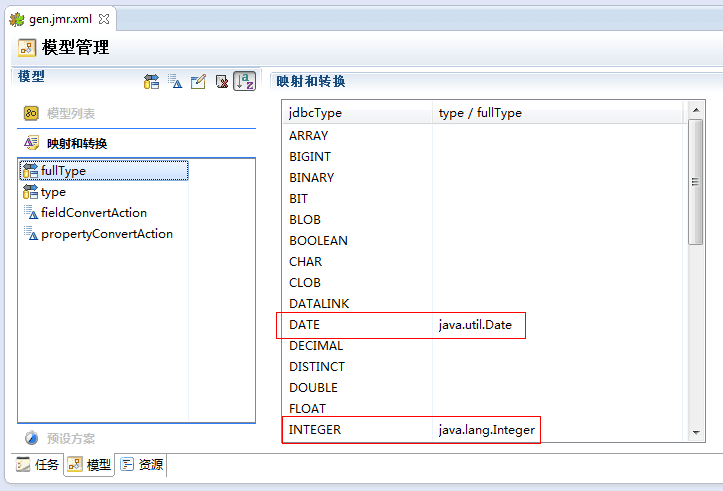 gen.jmr.xml
模型管理
模型
模型列表
映射和转换
fullType
type
fieldConvertAction
propertyConvertAction
预设方案
映射和转换
jdbcType type / fullType
ARRAY
BIGINT
BINARY
BIT
BLOB
BOOLEAN
CHAR
CLOB
DATALINK
DATE java.util.Date
DECIMAL
DISTINCT
DOUBLE
FLOAT
INTEGER java.lang.Integer
任务 模型 资源